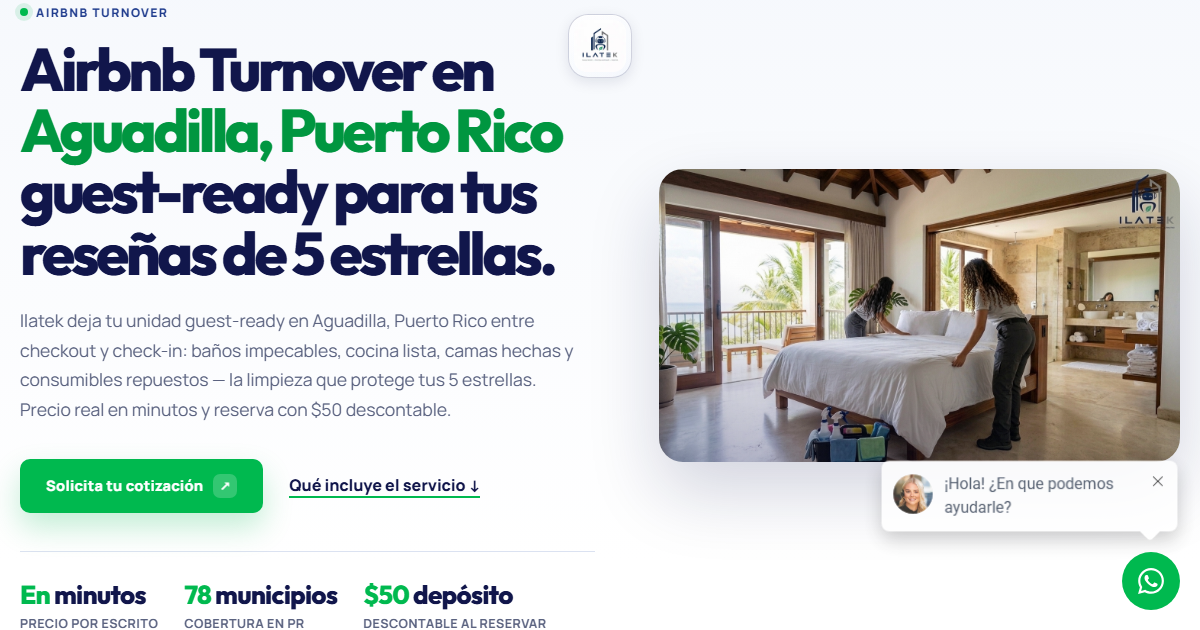 AIRBNB TURNOVER
ILATEK
Airbnb Turnover en
Aguadilla, Puerto Rico
guest-ready para tus
reseñas de 5 estrellas.
ILATEK
Ilatek deja tu unidad guest-ready en Aguadilla, Puerto Rico entre
checkout y check-in: baños impecables, cocina lista, camas hechas y
consumibles repuestos — la limpieza que protege tus 5 estrellas.
Precio real en minutos y reserva con $50 descontable.
Solicita tu cotización ↗
Qué incluye el servicio ↓
¡Hola! ¿En que podemos
ayudarle?
En minutos
PRECIO POR ESCRITO
78 municipios
COBERTURA EN PR
$50 depósito
DESCONTABLE AL RESERVAR